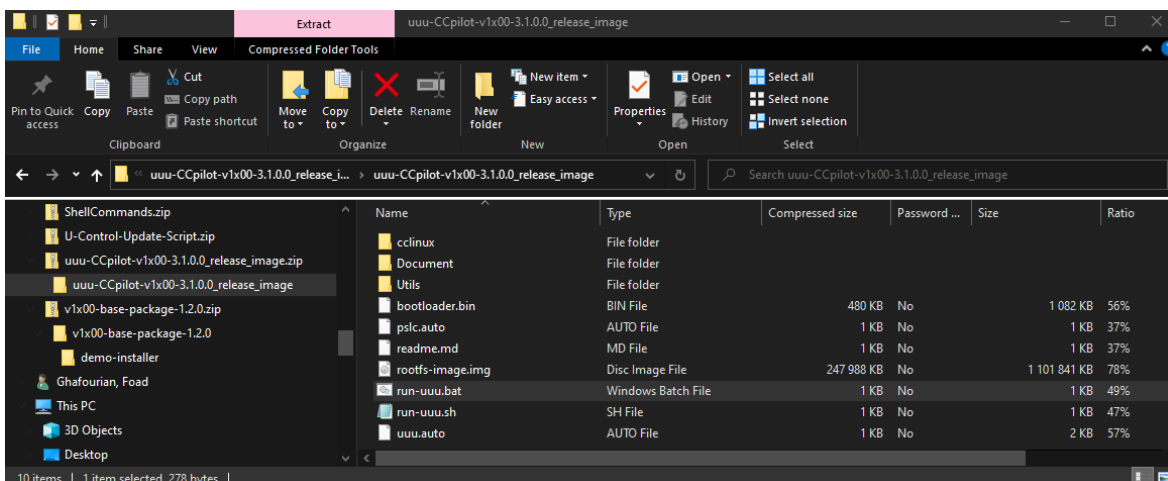 Extract
uuu-CCpilot-v1x00-3.1.0.0_release_image
File Home Share View Compressed Folder Tools
Pin to Quick access
Copy
Paste
Cut
Copy path
Paste shortcut
Move to
Copy to
Delete
Rename
New folder
New item
Easy access
Properties
Open
Edit
History
Select all
Select none
Invert selection
Clipboard Organize New Open Select
« uuu-CCpilot-v1x00-3.1.0.0_release_i... › uuu-CCpilot-v1x00-3.1.0.0_release_image
Search uuu-CCpilot-v1x00-3.1.0.0_release_image
ShellCommands.zip
U-Control-Update-Script.zip
uuu-CCpilot-v1x00-3.1.0.0_release_image.zip
uuu-CCpilot-v1x00-3.1.0.0_release_image
v1x00-base-package-1.2.0.zip
v1x00-base-package-1.2.0
demo-installer
Ghafourian, Foad
This PC
3D Objects
Desktop
Name Type Compressed size Password ... Size Ratio
cclinux File folder
Document File folder
Utils File folder
bootloader.bin BIN File 480 KB No 1 082 KB 56%
pslc.auto AUTO File 1 KB No 1 KB 37%
readme.md MD File 1 KB No 1 KB 37%
rootfs-image.img Disc Image File 247 988 KB No 1 101 841 KB 78%
run-uuu.bat Windows Batch File 1 KB No 1 KB 49%
run-uuu.sh SH File 1 KB No 1 KB 47%
uuu.auto AUTO File 1 KB No 2 KB 57%
10 items 1 item selected 278 bytes